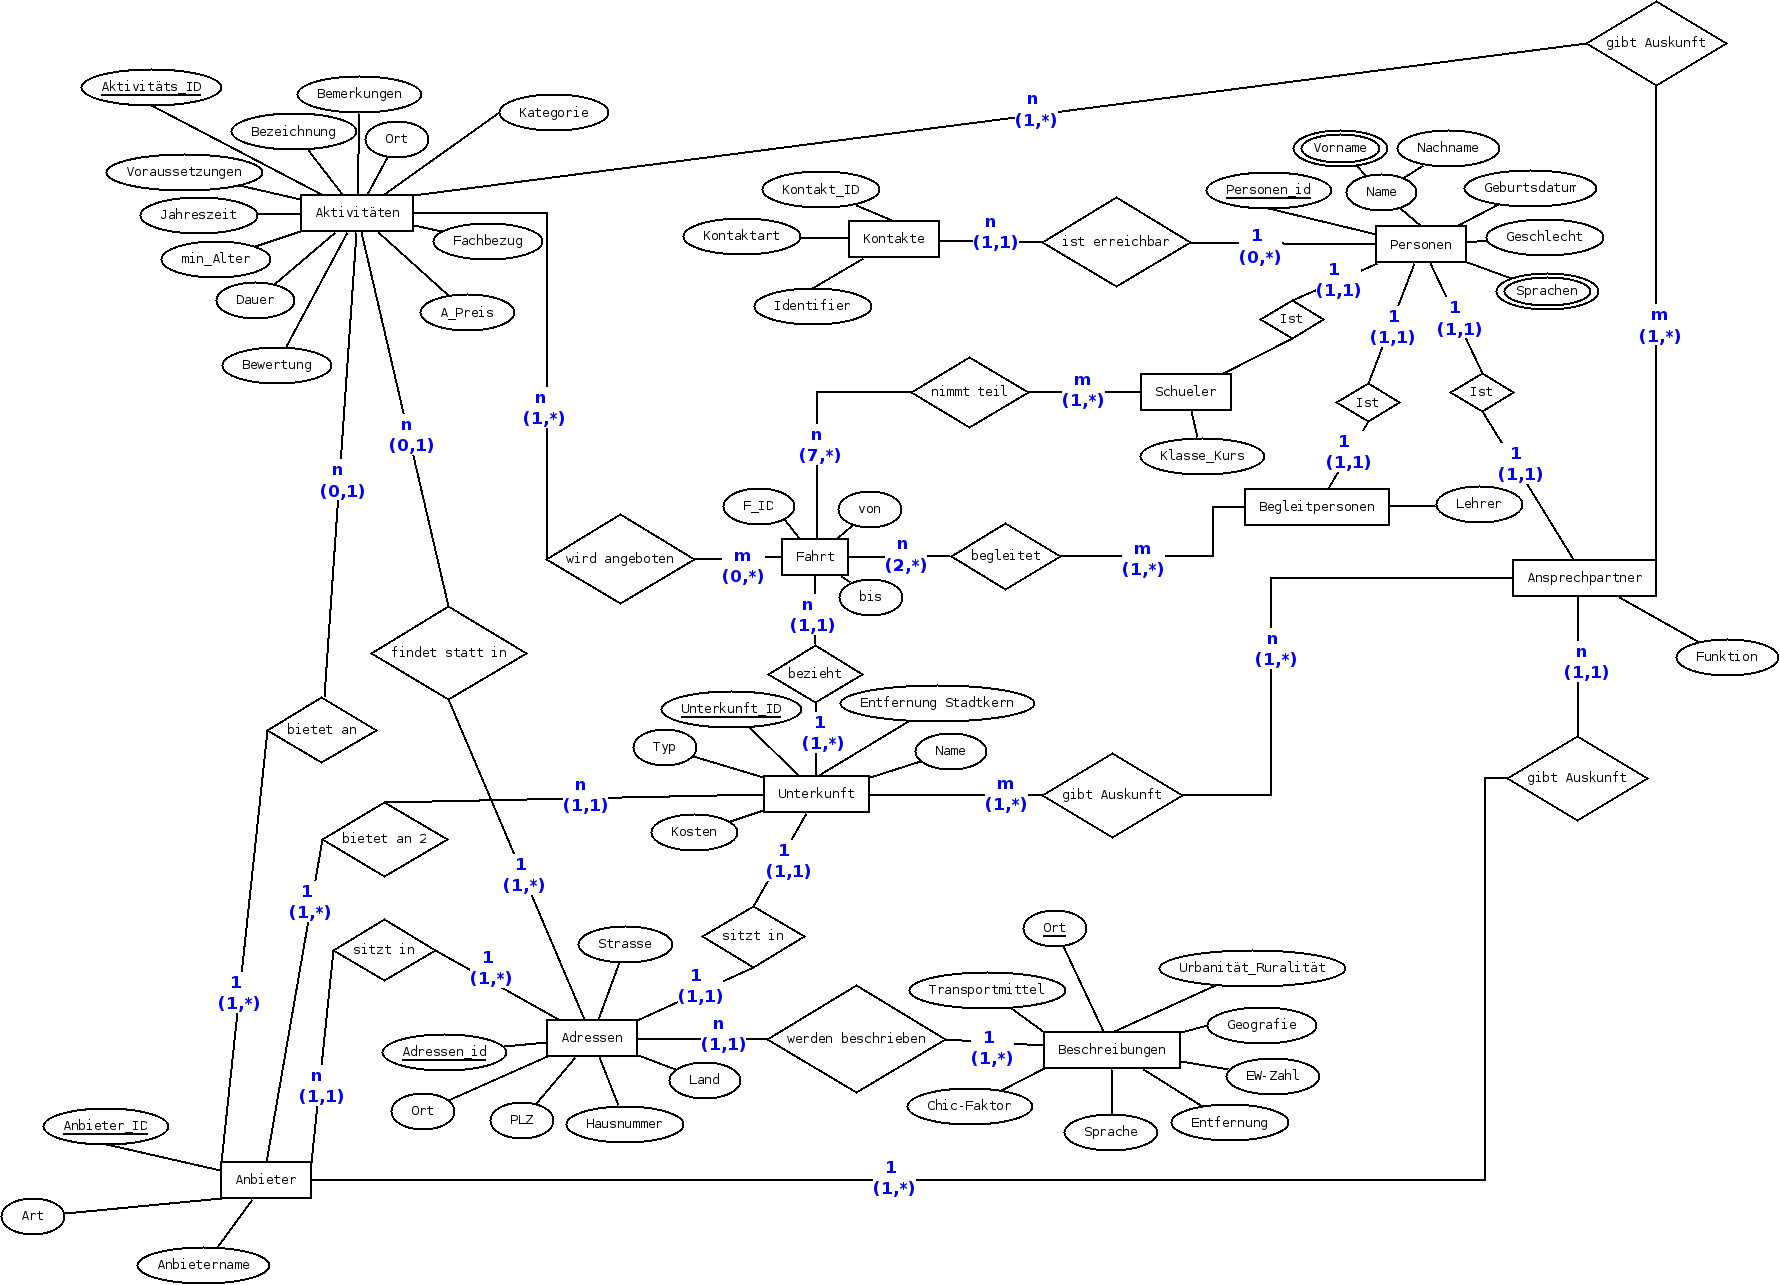 gibt Auskunft
Aktivitäts_ID
Bemerkungen
Kategorie
n
(1,*)
Bezeichnung
Ort
Vorname
Nachname
Voraussetzungen
Kontakt_ID
Personen_id
Name
Geburtsdatum
Jahreszeit
Aktivitäten
Kontaktart
Kontakte
n
(1,1)
ist erreichbar
1
(0,*)
Personen
Geschlecht
Fachbezug
min_Alter
1
(1,1)
Sprachen
Dauer
A_Preis
Identifier
Ist
1
(1,1)
1
(1,1)
m
(1,*)
Bewertung
nimmt teil
m
(1,*)
Schueler
Ist
Ist
n
(1,*)
n
(0,1)
n
(7,*)
Klasse_Kurs
1
(1,1)
1
(1,1)
n
(0,1)
F_ID
von
Begleitpersonen
Lehrer
wird angeboten
m
(0,*)
Fahrt
n
(2,*)
begleitet
m
(1,*)
Ansprechpartner
bis
n
(1,1)
findet statt in
n
(1,*)
n
(1,1)
Funktion
bezieht
Unterkunft_ID
Entfernung Stadtkern
bietet an
1
(1,*)
Typ
Name
n
(1,1)
Unterkunft
m
(1,*)
gibt Auskunft
gibt Auskunft
bietet an 2
Kosten
1
(1,*)
1
(1,*)
1
(1,1)
sitzt in
Strasse
sitzt in
Ort
1
(1,*)
1
(1,*)
1
(1,1)
Transportmittel
Urbanität_Ruralität
Adressen_id
Adressen
n
(1,1)
werden beschrieben
1
(1,*)
Beschreibungen
Geografie
n
(1,1)
Ort
PLZ
Hausnummer
Land
Chic-Faktor
Sprache
Entfernung
EW-Zahl
Anbieter_ID
Anbieter
1
(1,*)
Art
Anbietername